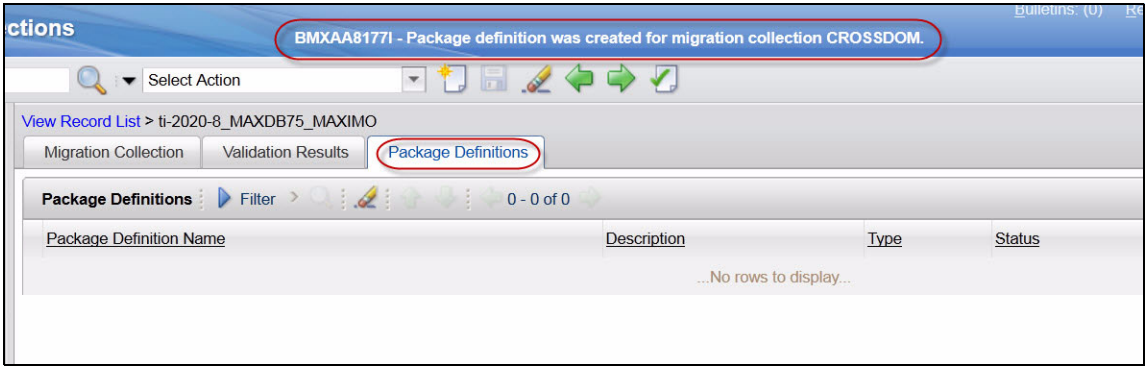 Bulletins: (0) Re
ctions
BMXAA8177I - Package definition was created for migration collection CROSSDOM.
Select Action
View Record List > ti-2020-8_MAXDB75_MAXIMO
Migration Collection Validation Results Package Definitions
Package Definitions Filter > 0 - 0 of 0
Package Definition Name Description Type Status
...No rows to display...